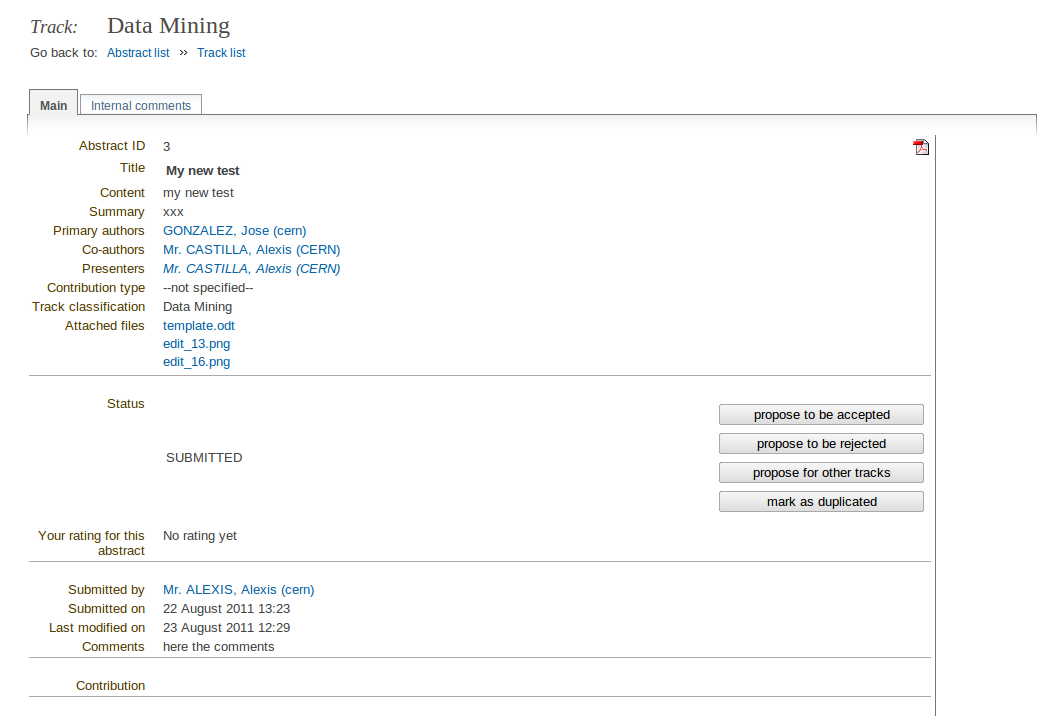 Track: Data Mining
Go back to: Abstract list » Track list
Main Internal comments
Abstract ID 3
Title My new test
Content my new test
Summary xxx
Primary authors GONZALEZ, Jose (cern)
Co-authors Mr. CASTILLA, Alexis (CERN)
Presenters Mr. CASTILLA, Alexis (CERN)
Contribution type --not specified--
Track classification Data Mining
Attached files template.odt
edit_13.png
edit_16.png
Status
propose to be accepted
propose to be rejected
SUBMITTED
propose for other tracks
mark as duplicated
Your rating for this No rating yet
abstract
Submitted by Mr. ALEXIS, Alexis (cern)
Submitted on 22 August 2011 13:23
Last modified on 23 August 2011 12:29
Comments here the comments
Contribution